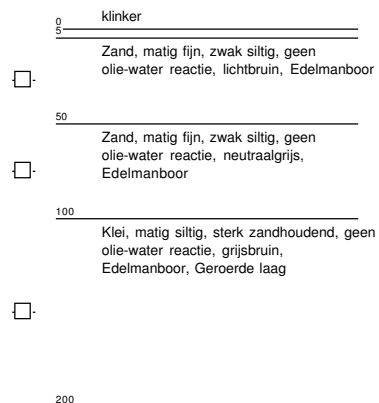 0 klinker
5
Zand, matig fijn, zwak siltig, geen
olie-water reactie, lichtbruin, Edelmanboor
50
Zand, matig fijn, zwak siltig, geen
olie-water reactie, neutraalgrijs,
Edelmanboor
100
Klei, matig siltig, sterk zandhoudend, geen
olie-water reactie, grijsbruin,
Edelmanboor, Geroerde laag
200